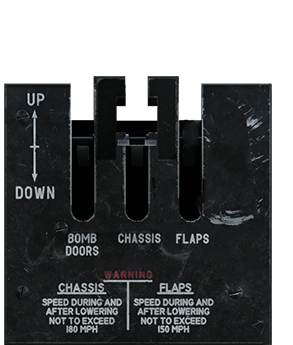 UP
DOWN
BOMB DOORS
CHASSIS
FLAPS
WARNING
CHASSIS
SPEED DURING AND
AFTER LOWERING
NOT TO EXCEED
180 MPH
FLAPS
SPEED DURING AND
AFTER LOWERING
NOT TO EXCEED
150 MPH